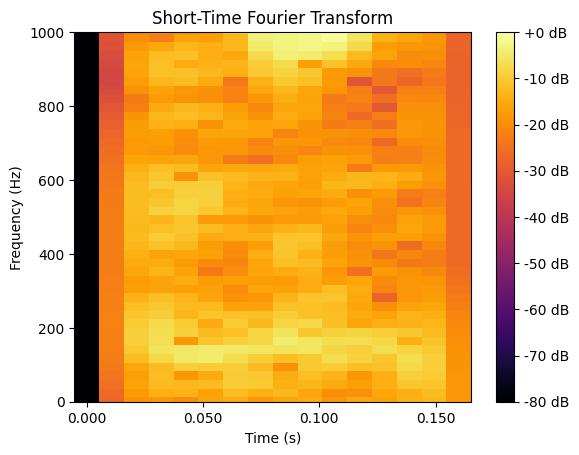 Short-Time Fourier Transform
1000
800
600
400
200
0
Frequency (Hz)
0.000
0.050
0.100
0.150
Time (s)
+0 dB
-10 dB
-20 dB
-30 dB
-40 dB
-50 dB
-60 dB
-70 dB
-80 dB